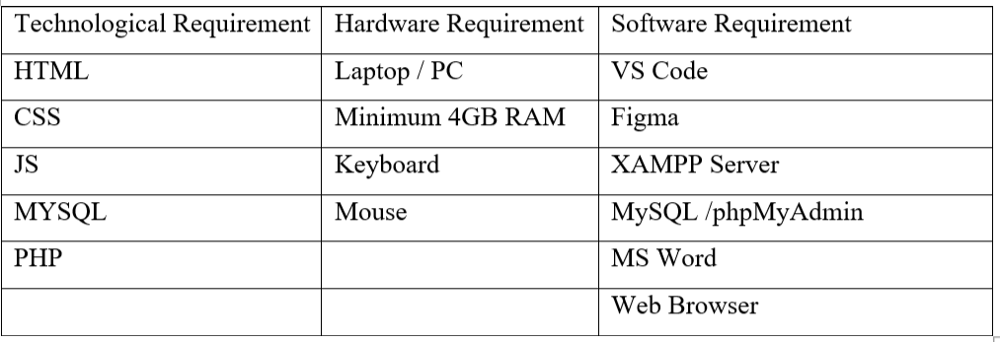 Technological Requirement Hardware Requirement Software Requirement
HTML Laptop / PC VS Code
CSS Minimum 4GB RAM Figma
JS Keyboard XAMPP Server
MYSQL Mouse MySQL /phpMyAdmin
PHP MS Word
Web Browser